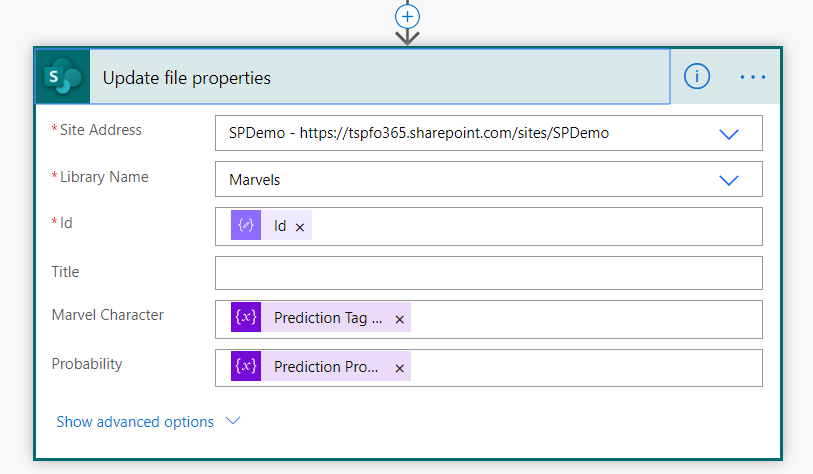 Update file properties
* Site Address
SPDemo - https://tspfo365.sharepoint.com/sites/SPDemo
* Library Name
Marvels
* Id
Id ×
Title
Marvel Character
{x} Prediction Tag ... ×
Probability
{x} Prediction Pro... ×
Show advanced options